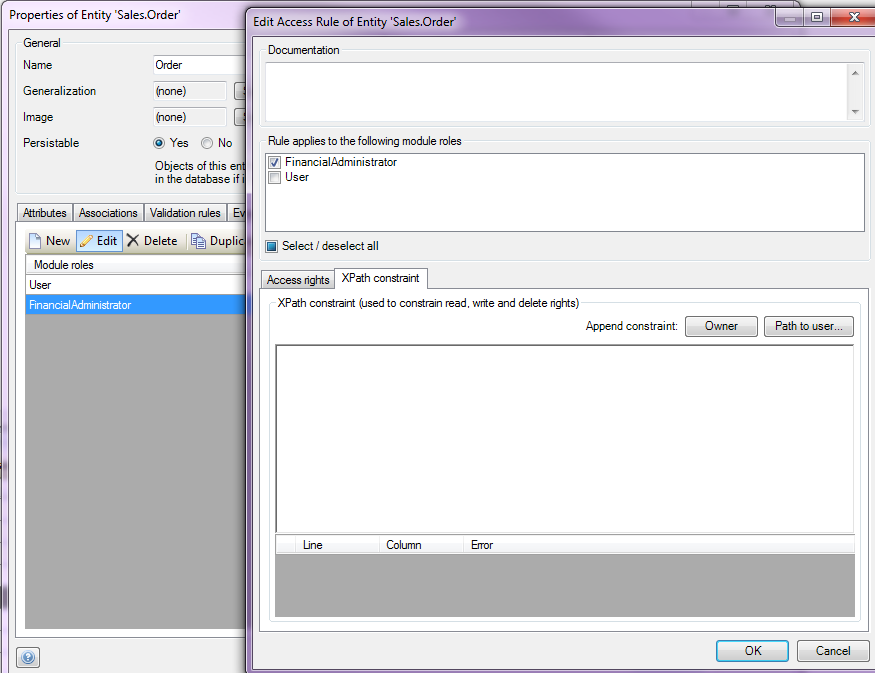 Properties of Entity 'Sales.Order'
General
Name
Order
Generalization
(none)
Image
(none)
Persistable
Yes
No
Objects of this ent
in the database if i
Attributes
Associations
Validation rules
Ev
New
Edit
Delete
Duplic
Module roles
User
FinancialAdministrator
Edit Access Rule of Entity 'Sales.Order'
Documentation
Rule applies to the following module roles
FinancialAdministrator
User
Select / deselect all
Access rights
XPath constraint
XPath constraint (used to constrain read, write and delete rights)
Append constraint:
Owner
Path to user...
Line
Column
Error
OK
Cancel